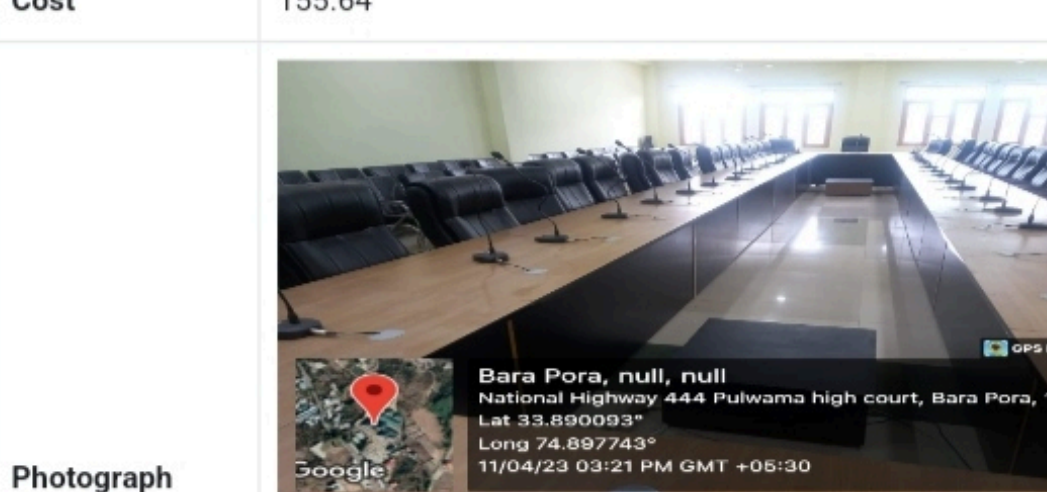 Cost 155.64
GPS
Bara Pora, null, null
National Highway 444 Pulwama high court, Bara Pora,
Lat 33.890093°
Long 74.897743°
Google
11/04/23 03:21 PM GMT +05:30
Photograph